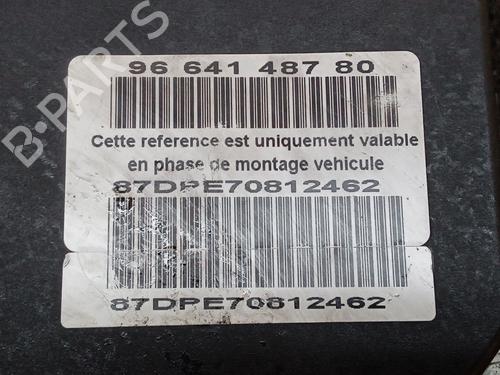 96 641 487 80
Cette reference est uniquement valable
en phase de montage vehicule
87DPE70812462
87DPE70812462
B-PARTS